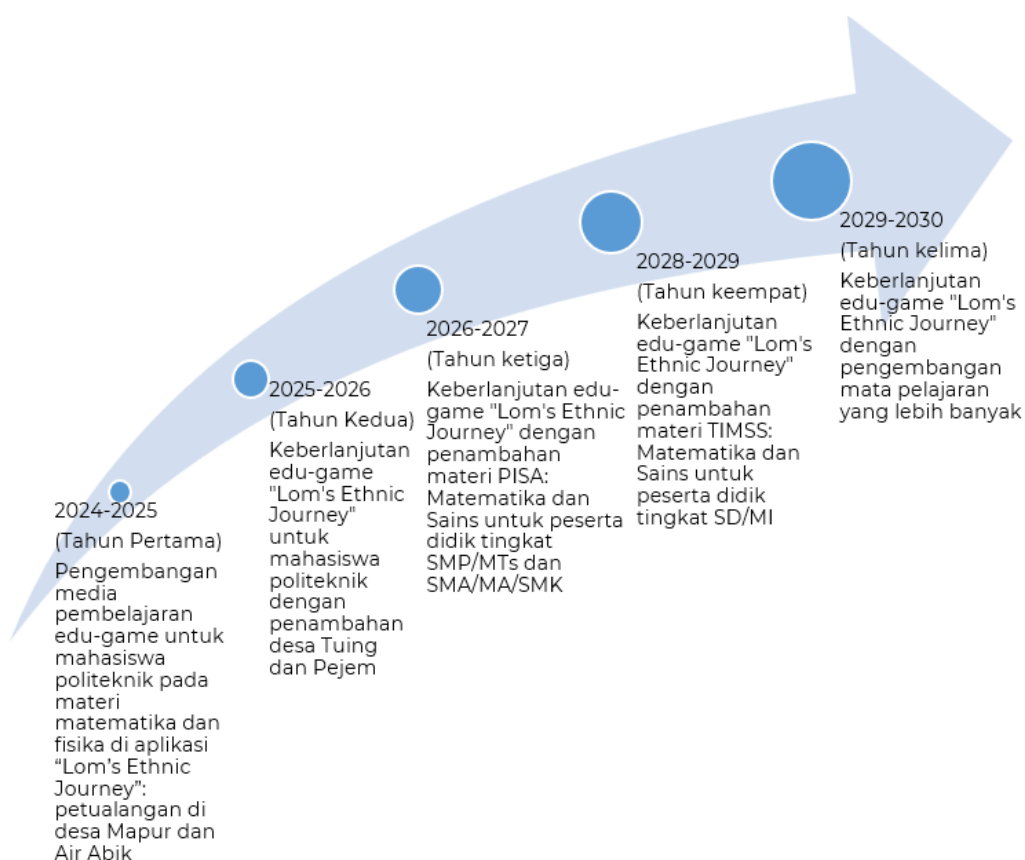 2024-2025
(Tahun Pertama)
Pengembangan
media
pembelajaran
edu-game untuk
mahasiswa
politeknik pada
materi
matematika dan
fisika di aplikasi
“Lom’s Ethnic
Journey”:
petualangan di
desa Mapur dan
Air Abik
2025-2026
(Tahun Kedua)
Keberlanjutan
edu-game
"Lom's Ethnic
Journey"
untuk
mahasiswa
politeknik
dengan
penambahan
desa Tuing
dan Pejem
2026-2027
(Tahun ketiga)
Keberlanjutan edu-
game "Lom's Ethnic
Journey" dengan
penambahan
materi PISA:
Matematika dan
Sains untuk peserta
didik tingkat
SMP/MTs dan
SMA/MA/SMK
2028-2029
(Tahun keempat)
Keberlanjutan
edu-game "Lom's
Ethnic Journey"
dengan
penambahan
materi TIMSS:
Matematika dan
Sains untuk
peserta didik
tingkat SD/MI
2029-2030
(Tahun kelima)
Keberlanjutan
edu-game "Lom's
Ethnic Journey"
dengan
pengembangan
mata pelajaran
yang lebih banyak